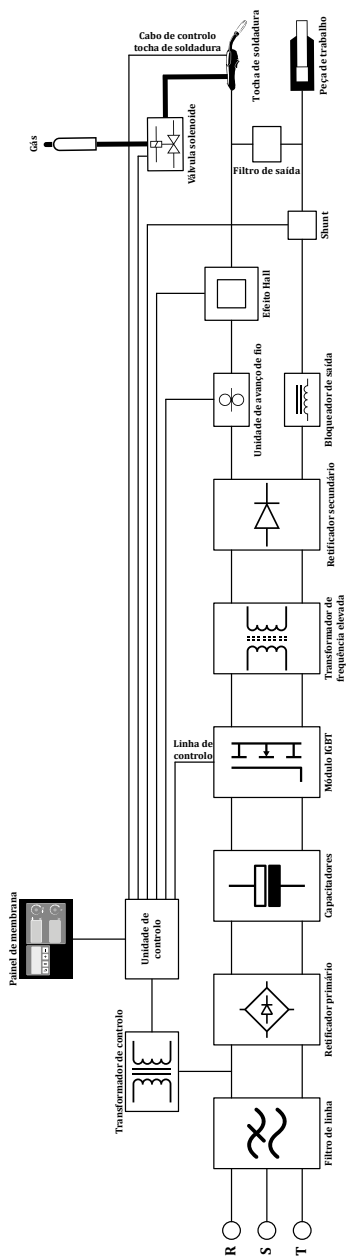 Painel de membrana
Gás
Cabo de controlo
tocha de soldadura
Válvula solenoide
Tocha de soldadura
Peça de trabalho
Filtro de saída
Shunt
Efeito Hall
Unidade de avanço de fio
Bloqueador de saída
Retificador secundário
Transformador de
frequência elevada
Linha de
controlo
Módulo IGBT
Capacitadores
Unidade de
controlo
Transformador de controlo
Retificador primário
Filtro de linha
R
S
T